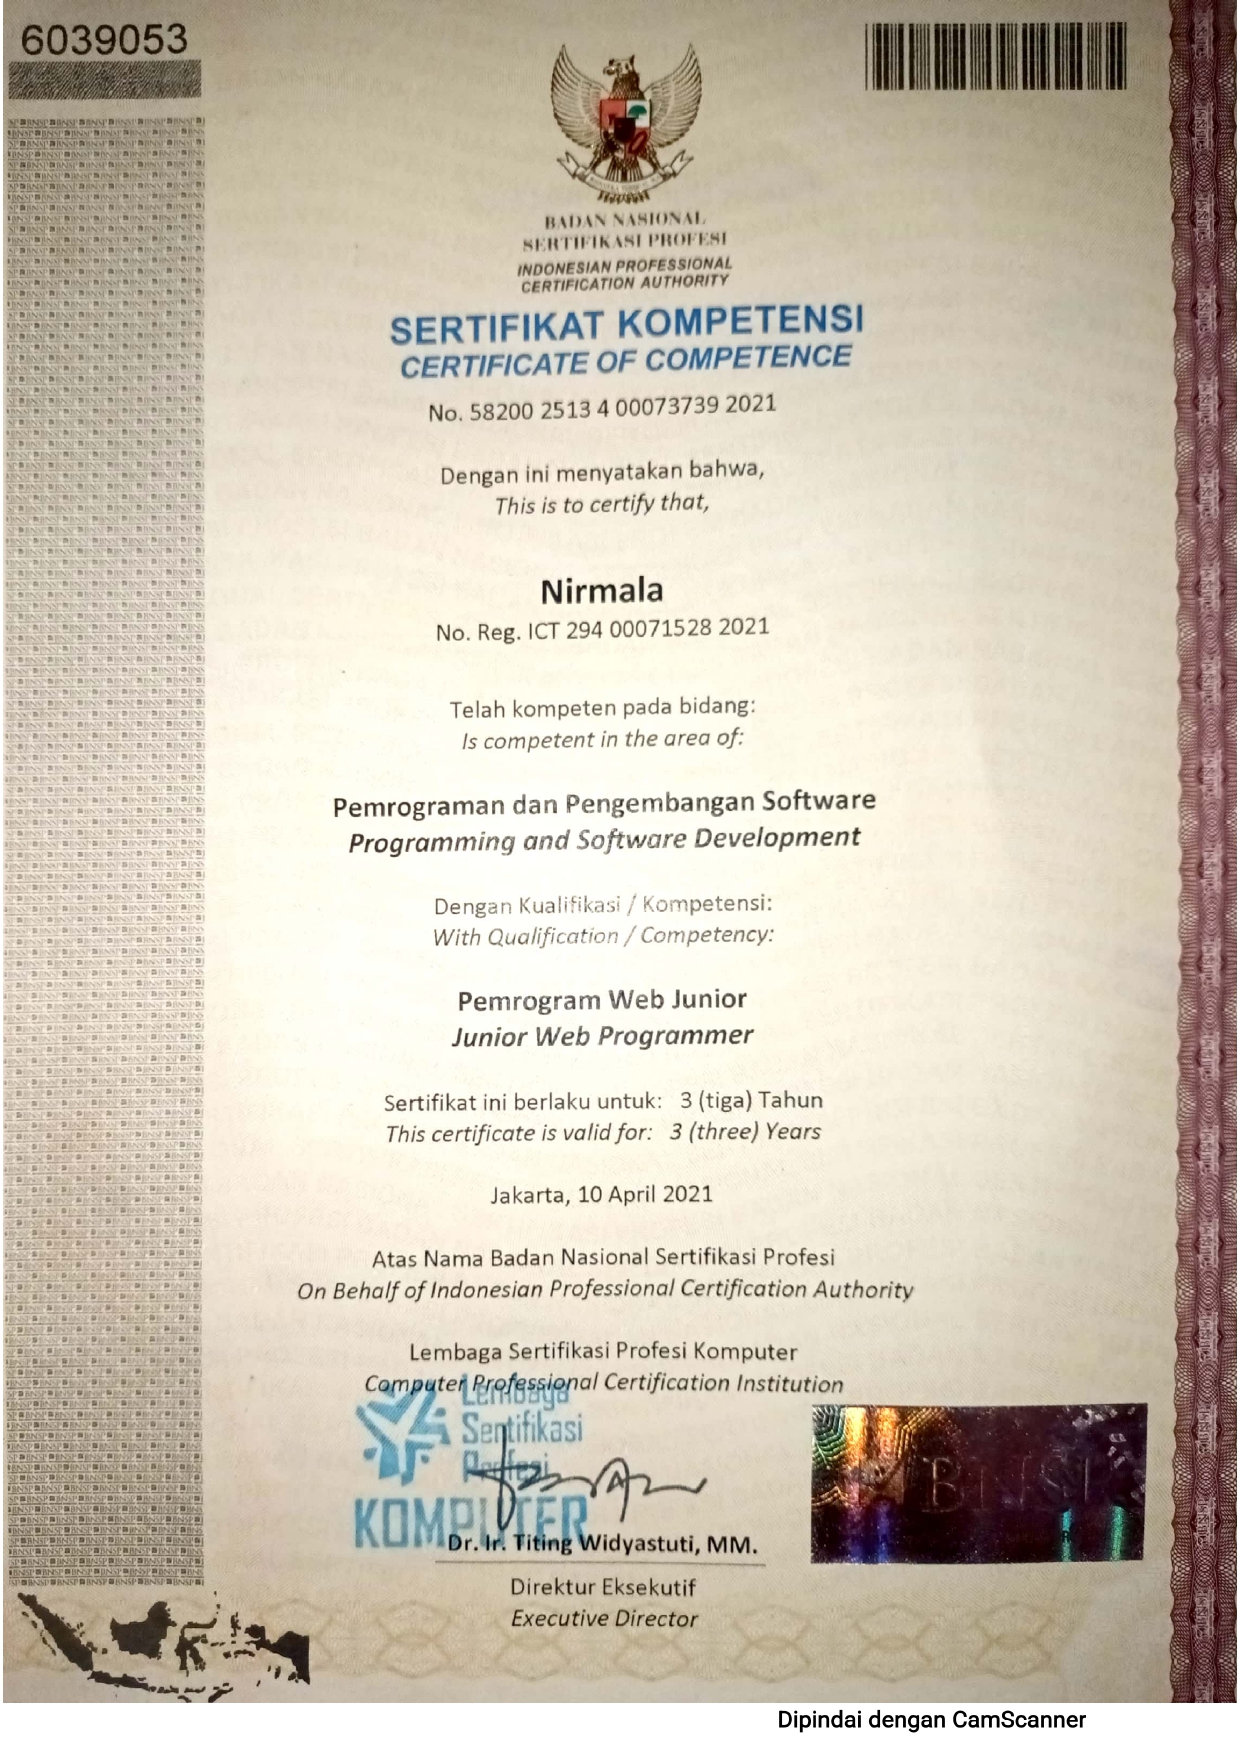 6039053
BADAN NASIONAL
SERTIFIKASI PROFESI
INDONESIAN PROFESSIONAL
CERTIFICATION AUTHORITY
SERTIFIKAT KOMPETENSI
CERTIFICATE OF COMPETENCE
No. 58200 2513 4 00073739 2021
Dengan ini menyatakan bahwa,
This is to certify that,
Nirmala
No. Reg. ICT 294 00071528 2021
Telah kompeten pada bidang:
Is competent in the area of:
Pemrograman dan Pengembangan Software
Programming and Software Development
Dengan Kualifikasi / Kompetensi:
With Qualification / Competency:
Pemrogram Web Junior
Junior Web Programmer
Sertifikat ini berlaku untuk: 3 (tiga) Tahun
This certificate is valid for: 3 (three) Years
Jakarta, 10 April 2021
Atas Nama Badan Nasional Sertifikasi Profesi
On Behalf of Indonesian Professional Certification Authority
Lembaga Sertifikasi Profesi Komputer
Computer Professional Certification Institution
Lembaga
Sertifikasi
Profesi
KOMPUTER
BNSP
Dr. Ir. Titing Widyastuti, MM.
Direktur Eksekutif
Executive Director
Dipindai dengan CamScanner